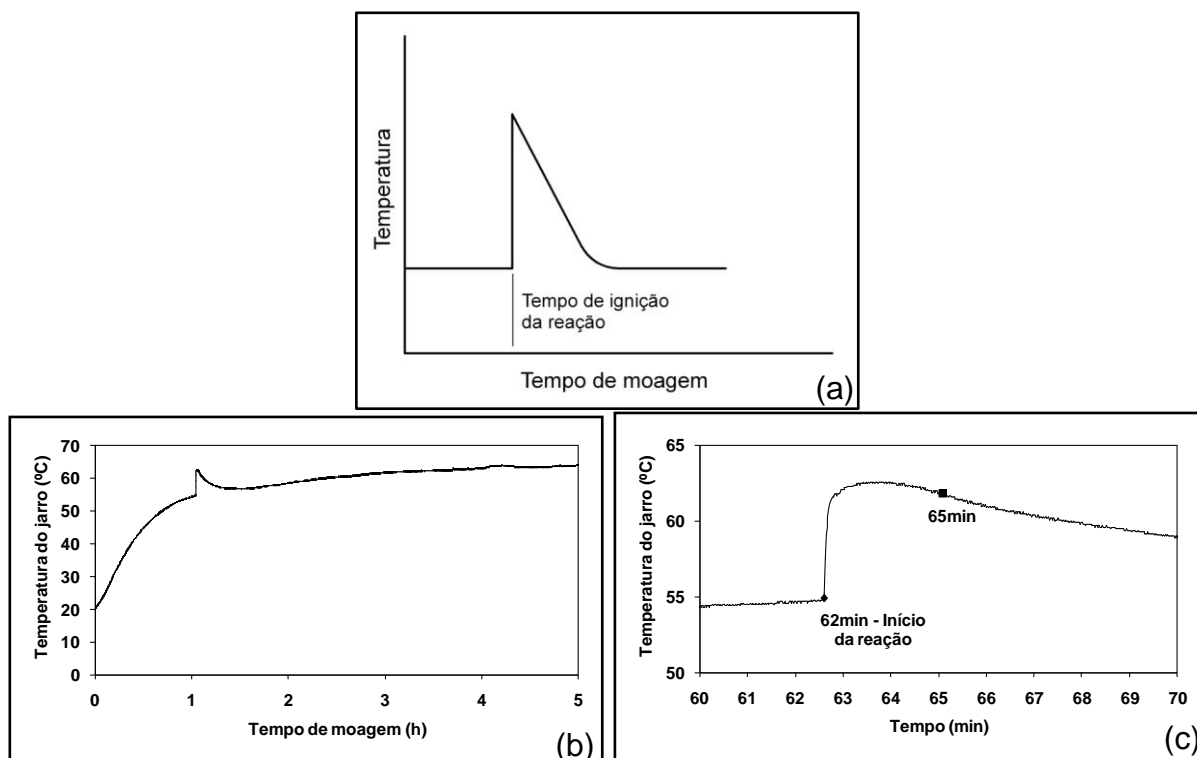 Temperatura
Tempo de ignição
da reação
Tempo de moagem
(a)
Temperatura do jarro (ºC)
70
60
50
40
30
20
10
0
0 1 2 3 4 5
Tempo de moagem (h)
(b)
Temperatura do jarro (ºC)
65
60
55
50
65min
62min - Início
da reação
60 61 62 63 64 65 66 67 68 69 70
Tempo (min)
(c)